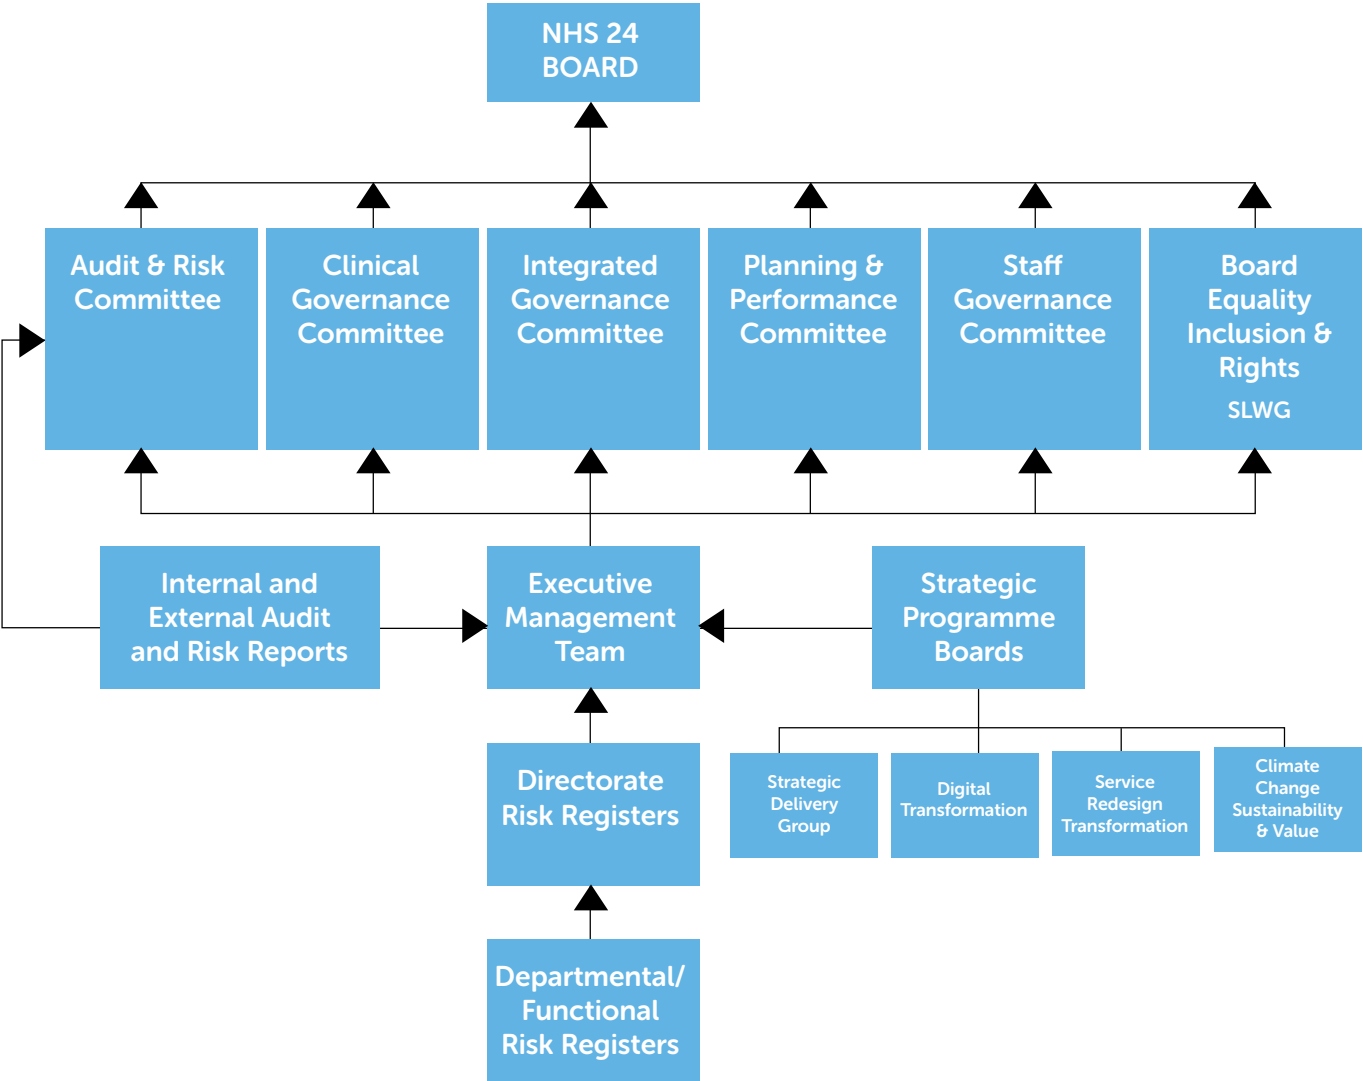 NHS 24
BOARD
Audit & Risk
Committee
Clinical
Governance
Committee
Integrated
Governance
Committee
Planning &
Performance
Committee
Staff
Governance
Committee
Board
Equality
Inclusion &
Rights
SLWG
Internal and
External Audit
and Risk Reports
Executive
Management
Team
Strategic
Programme
Boards
Directorate
Risk Registers
Strategic
Delivery
Group
Digital
Transformation
Service
Redesign
Transformation
Climate
Change
Sustainability
& Value
Departmental/
Functional
Risk Registers